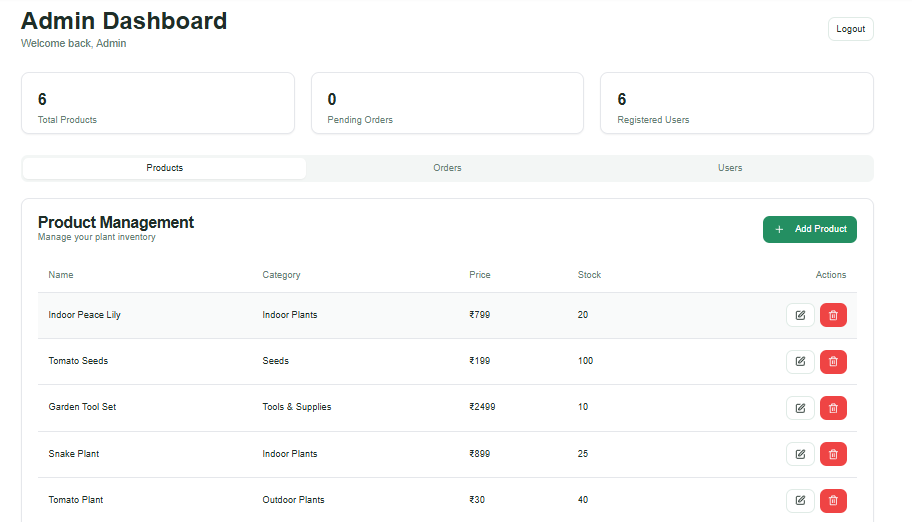 Admin Dashboard
Welcome back, Admin
Logout
6
Total Products
0
Pending Orders
6
Registered Users
Products Orders Users
Product Management
Manage your plant inventory
+ Add Product
Name Category Price Stock Actions
Indoor Peace Lily Indoor Plants ₹799 20
Tomato Seeds Seeds ₹199 100
Garden Tool Set Tools & Supplies ₹2499 10
Snake Plant Indoor Plants ₹899 25
Tomato Plant Outdoor Plants ₹30 40